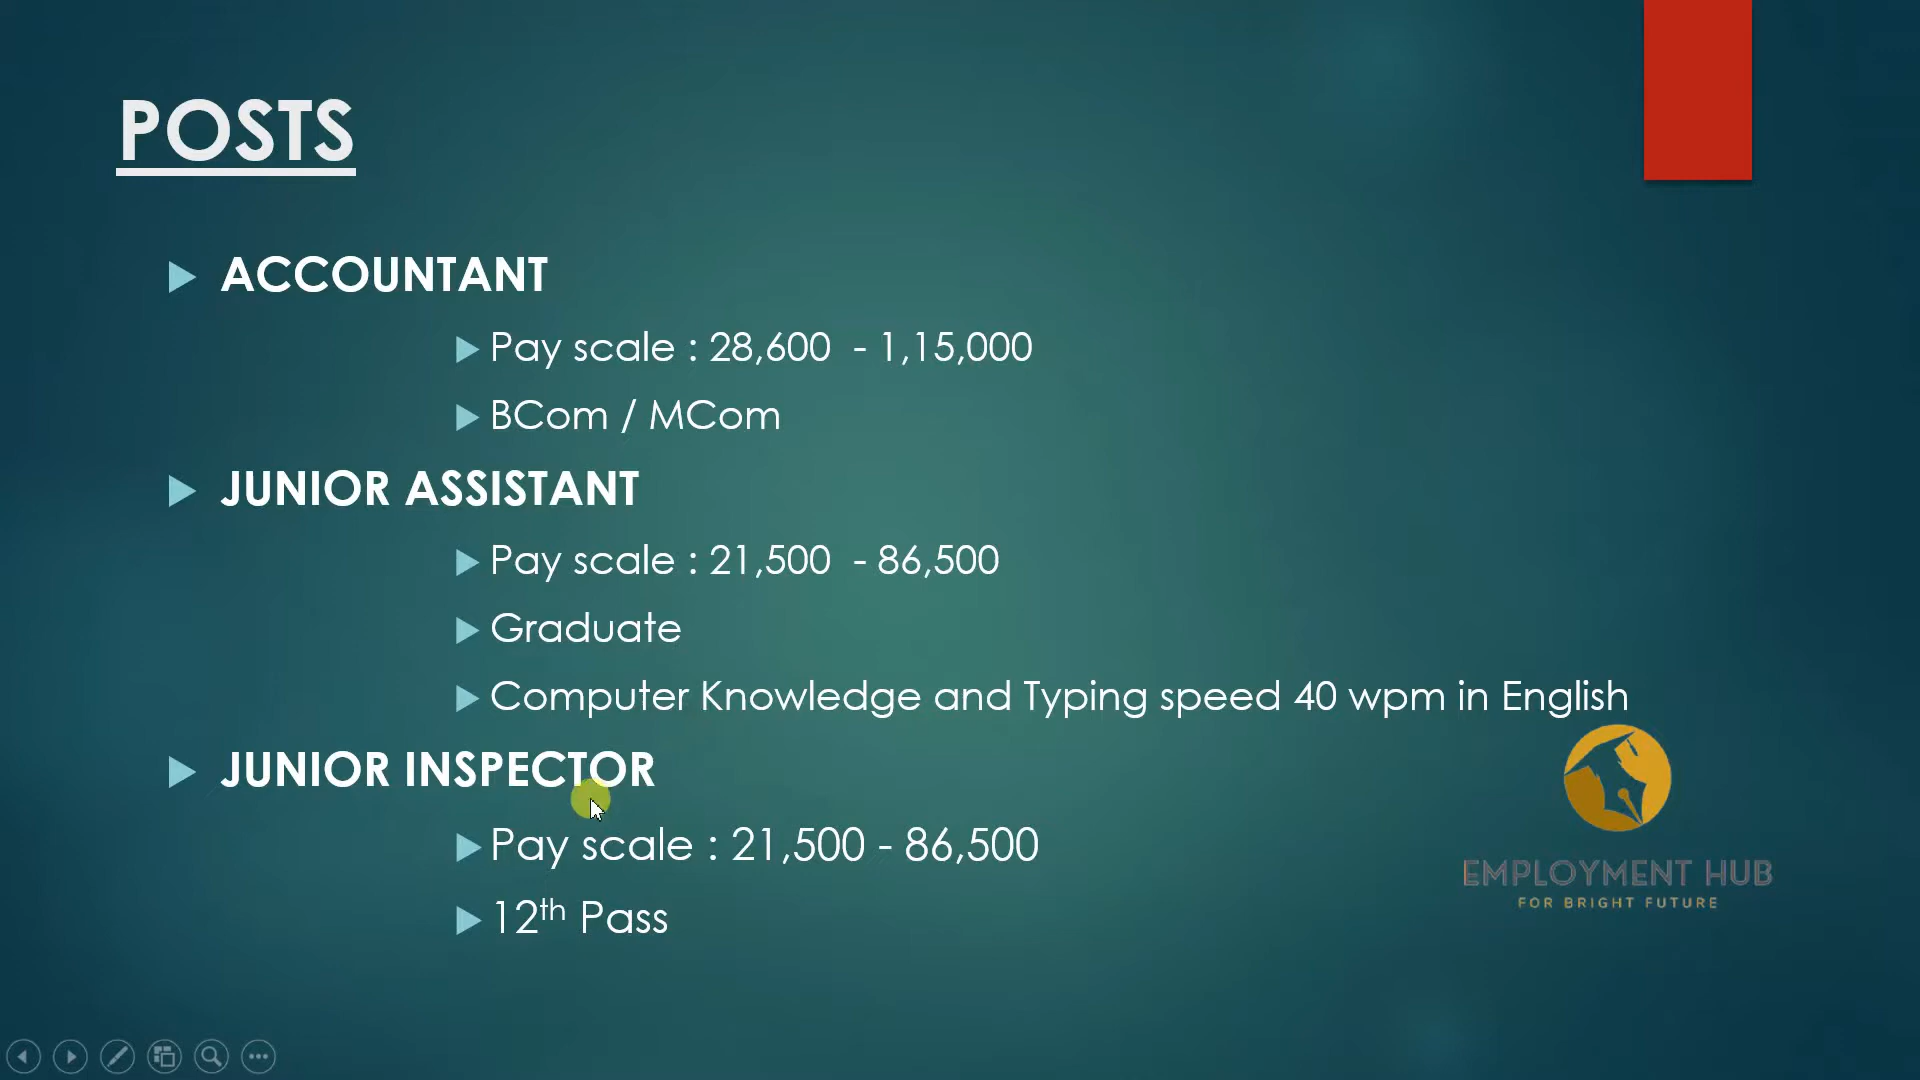 POSTS
ACCOUNTANT
Pay scale : 28,600 - 1,15,000
BCom / MCom
JUNIOR ASSISTANT
Pay scale : 21,500 - 86,500
Graduate
Computer Knowledge and Typing speed 40 wpm in English
JUNIOR INSPECTOR
Pay scale : 21,500 - 86,500
12th Pass
EMPLOYMENT HUB
FOR BRIGHT FUTURE